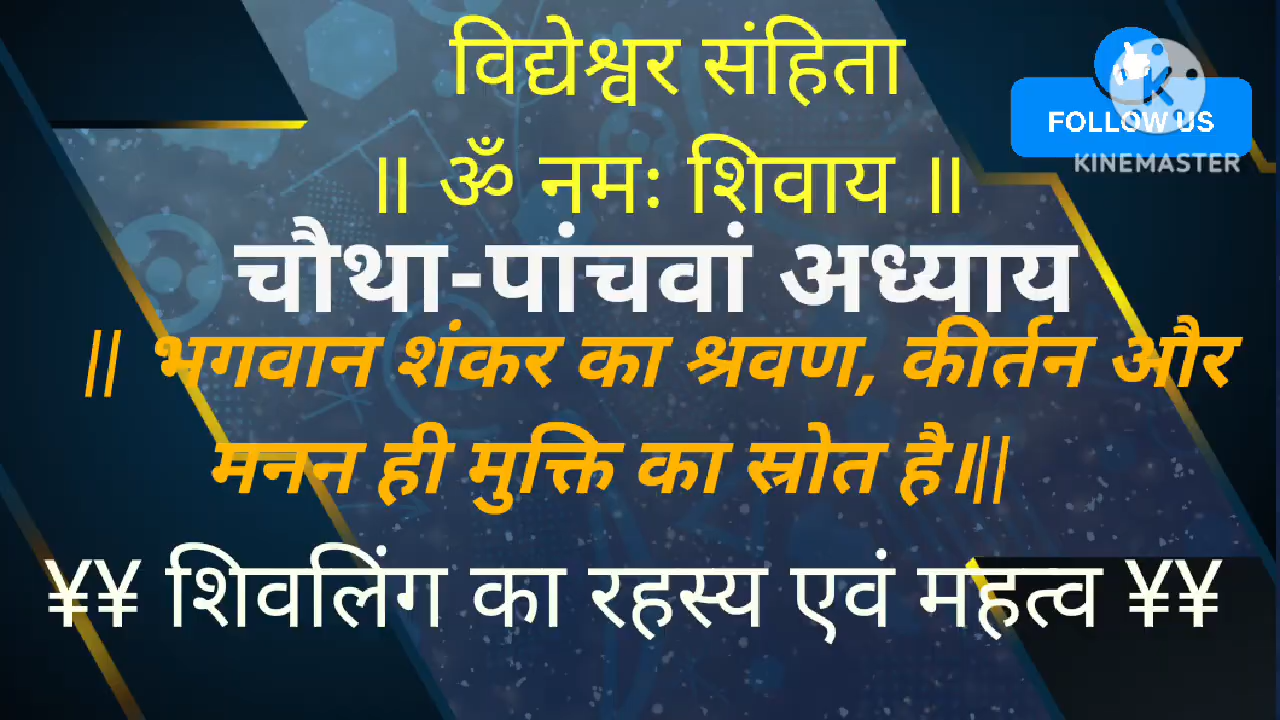 विद्येश्वर संहिता
FOLLOW US
KINEMASTER
॥ ॐ नमः शिवाय ॥
चौथा-पांचवां अध्याय
|| भगवान शंकर का श्रवण, कीर्तन और
मनन ही मुक्ति का स्रोत है।||
¥¥ शिवलिंग का रहस्य एवं महत्व ¥¥